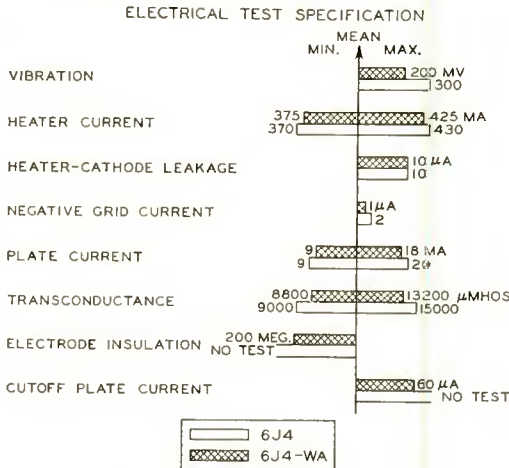 ELECTRICAL TEST SPECIFICATION
MEAN
MIN. MAX.
VIBRATION 200 MV
300
HEATER CURRENT 375 425 MA
370 430
HEATER-CATHODE LEAKAGE 10 µA
10
NEGATIVE GRID CURRENT 1µA
2
PLATE CURRENT 9 18 MA
9 20
TRANSCONDUCTANCE 8800 13200 µMHOS
9000 15000
ELECTRODE INSULATION 200 MEG.
NO TEST
CUTOFF PLATE CURRENT 60 µA
NO TEST
6J4
6J4-WA